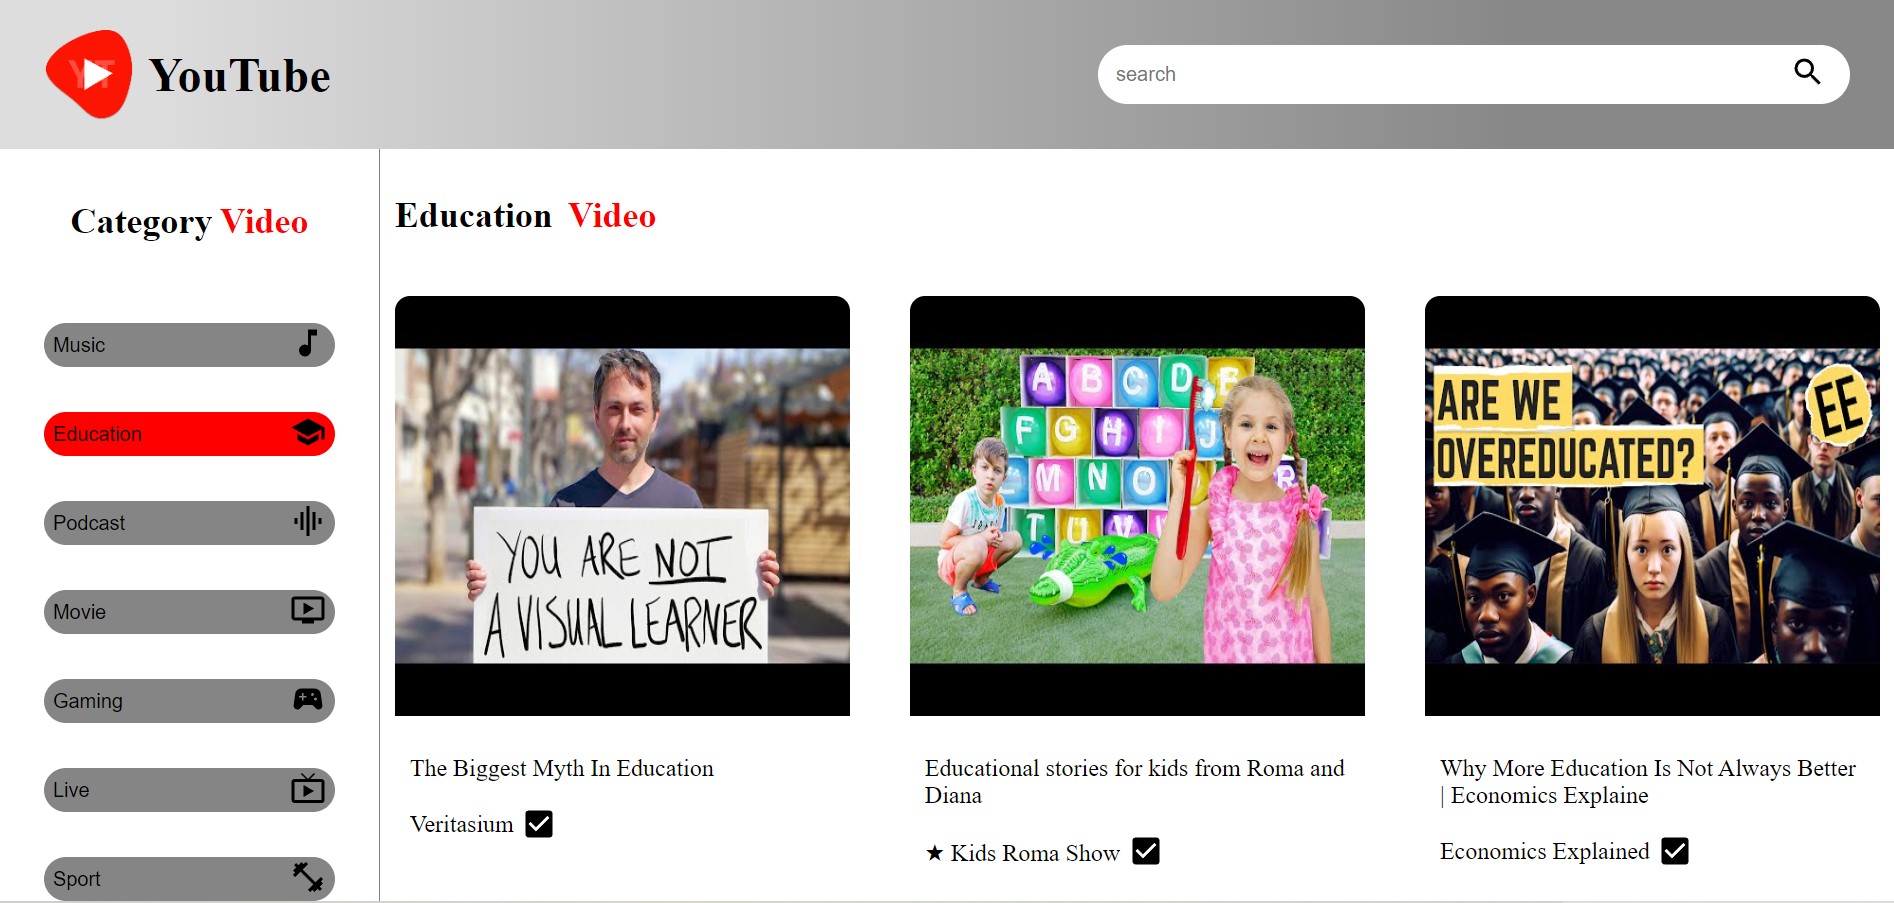 YT
YouTube
search
Category Video
Music
Education
Podcast
Movie
Gaming
Live
Sport
Education Video
YOU ARE NOT
A VISUAL LEARNER
The Biggest Myth In Education
Veritasium
A B C D E
F G H I J
M N O R
T U V
Educational stories for kids from Roma and
Diana
★ Kids Roma Show
ARE WE
OVEREDUCATED?
EE
Why More Education Is Not Always Better
| Economics Explaine
Economics Explained